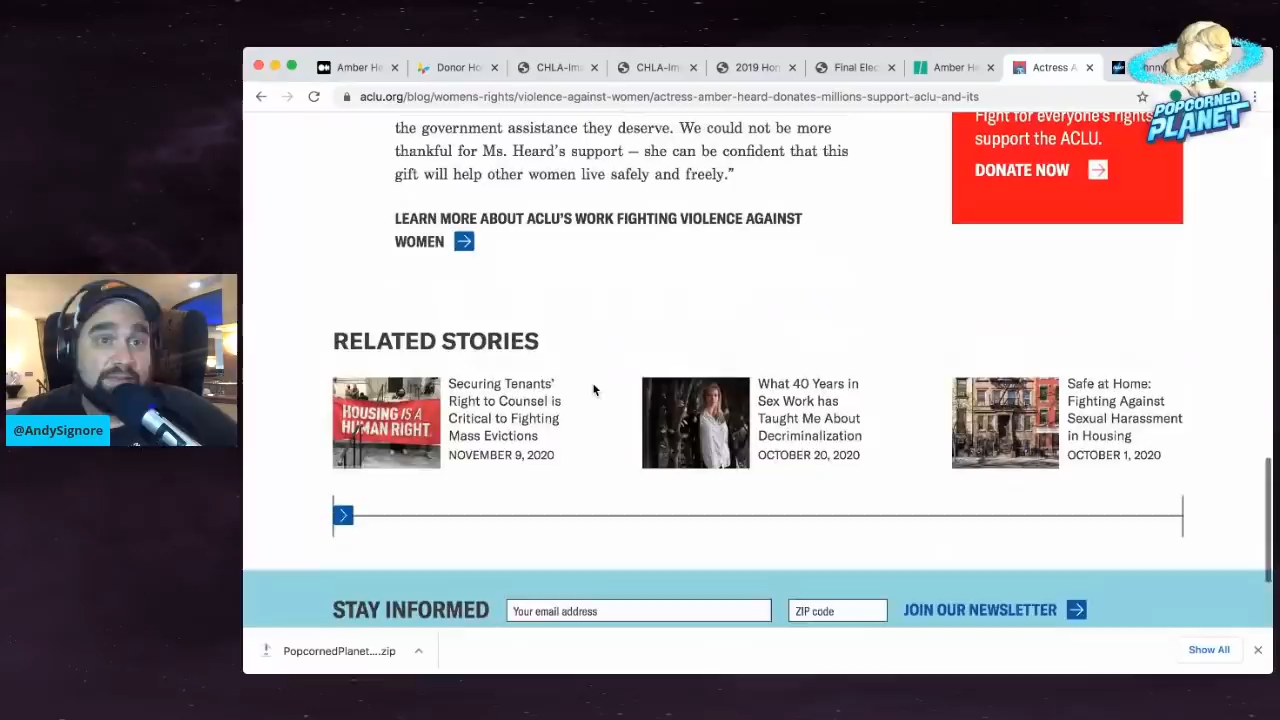 Amber He
Donor Ho
CHLA-Im
CHLA-Im
2019 Hon
Final Elec
Amber He
Actress A
aclu.org/blog/womens-rights/violence-against-women/actress-amber-heard-donates-millions-support-aclu-and-its
POPCORNED
PLANET
the government assistance they deserve. We could not be more
thankful for Ms. Heard's support — she can be confident that this
gift will help other women live safely and freely."
LEARN MORE ABOUT ACLU'S WORK FIGHTING VIOLENCE AGAINST
WOMEN
Fight for everyone's rights
support the ACLU.
DONATE NOW
RELATED STORIES
HOUSING IS A
HUMAN RIGHT.
Securing Tenants'
Right to Counsel is
Critical to Fighting
Mass Evictions
NOVEMBER 9, 2020
What 40 Years in
Sex Work has
Taught Me About
Decriminalization
OCTOBER 20, 2020
Safe at Home:
Fighting Against
Sexual Harassment
in Housing
OCTOBER 1, 2020
@AndySignore
STAY INFORMED
Your email address
ZIP code
JOIN OUR NEWSLETTER
PopcornedPlanet....zip
Show All